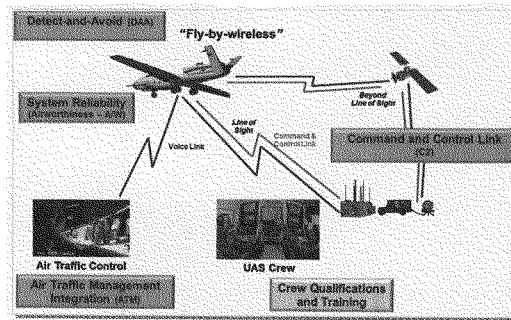 Detect-and-Avoid (DAA)
"Fly-by-wireless"
Beyond
Line of Sight
System Reliability
(Airworthiness - A/W)
Line of
Sight
Command &
Control Link
Voice Link
Command and Control Link
(C2)
Air Traffic Control
UAS Crew
Air Traffic Management
Integration (ATM)
Crew Qualifications
and Training